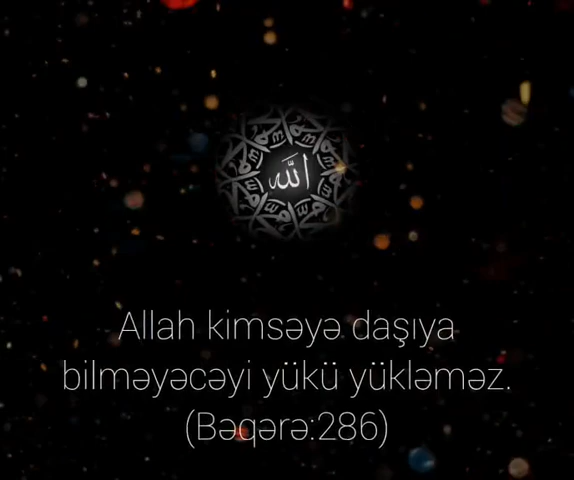 الله
Allah kimsəyə daşıya
bilməyəcəyi yükü yükləməz.
(Bəqərə:286)